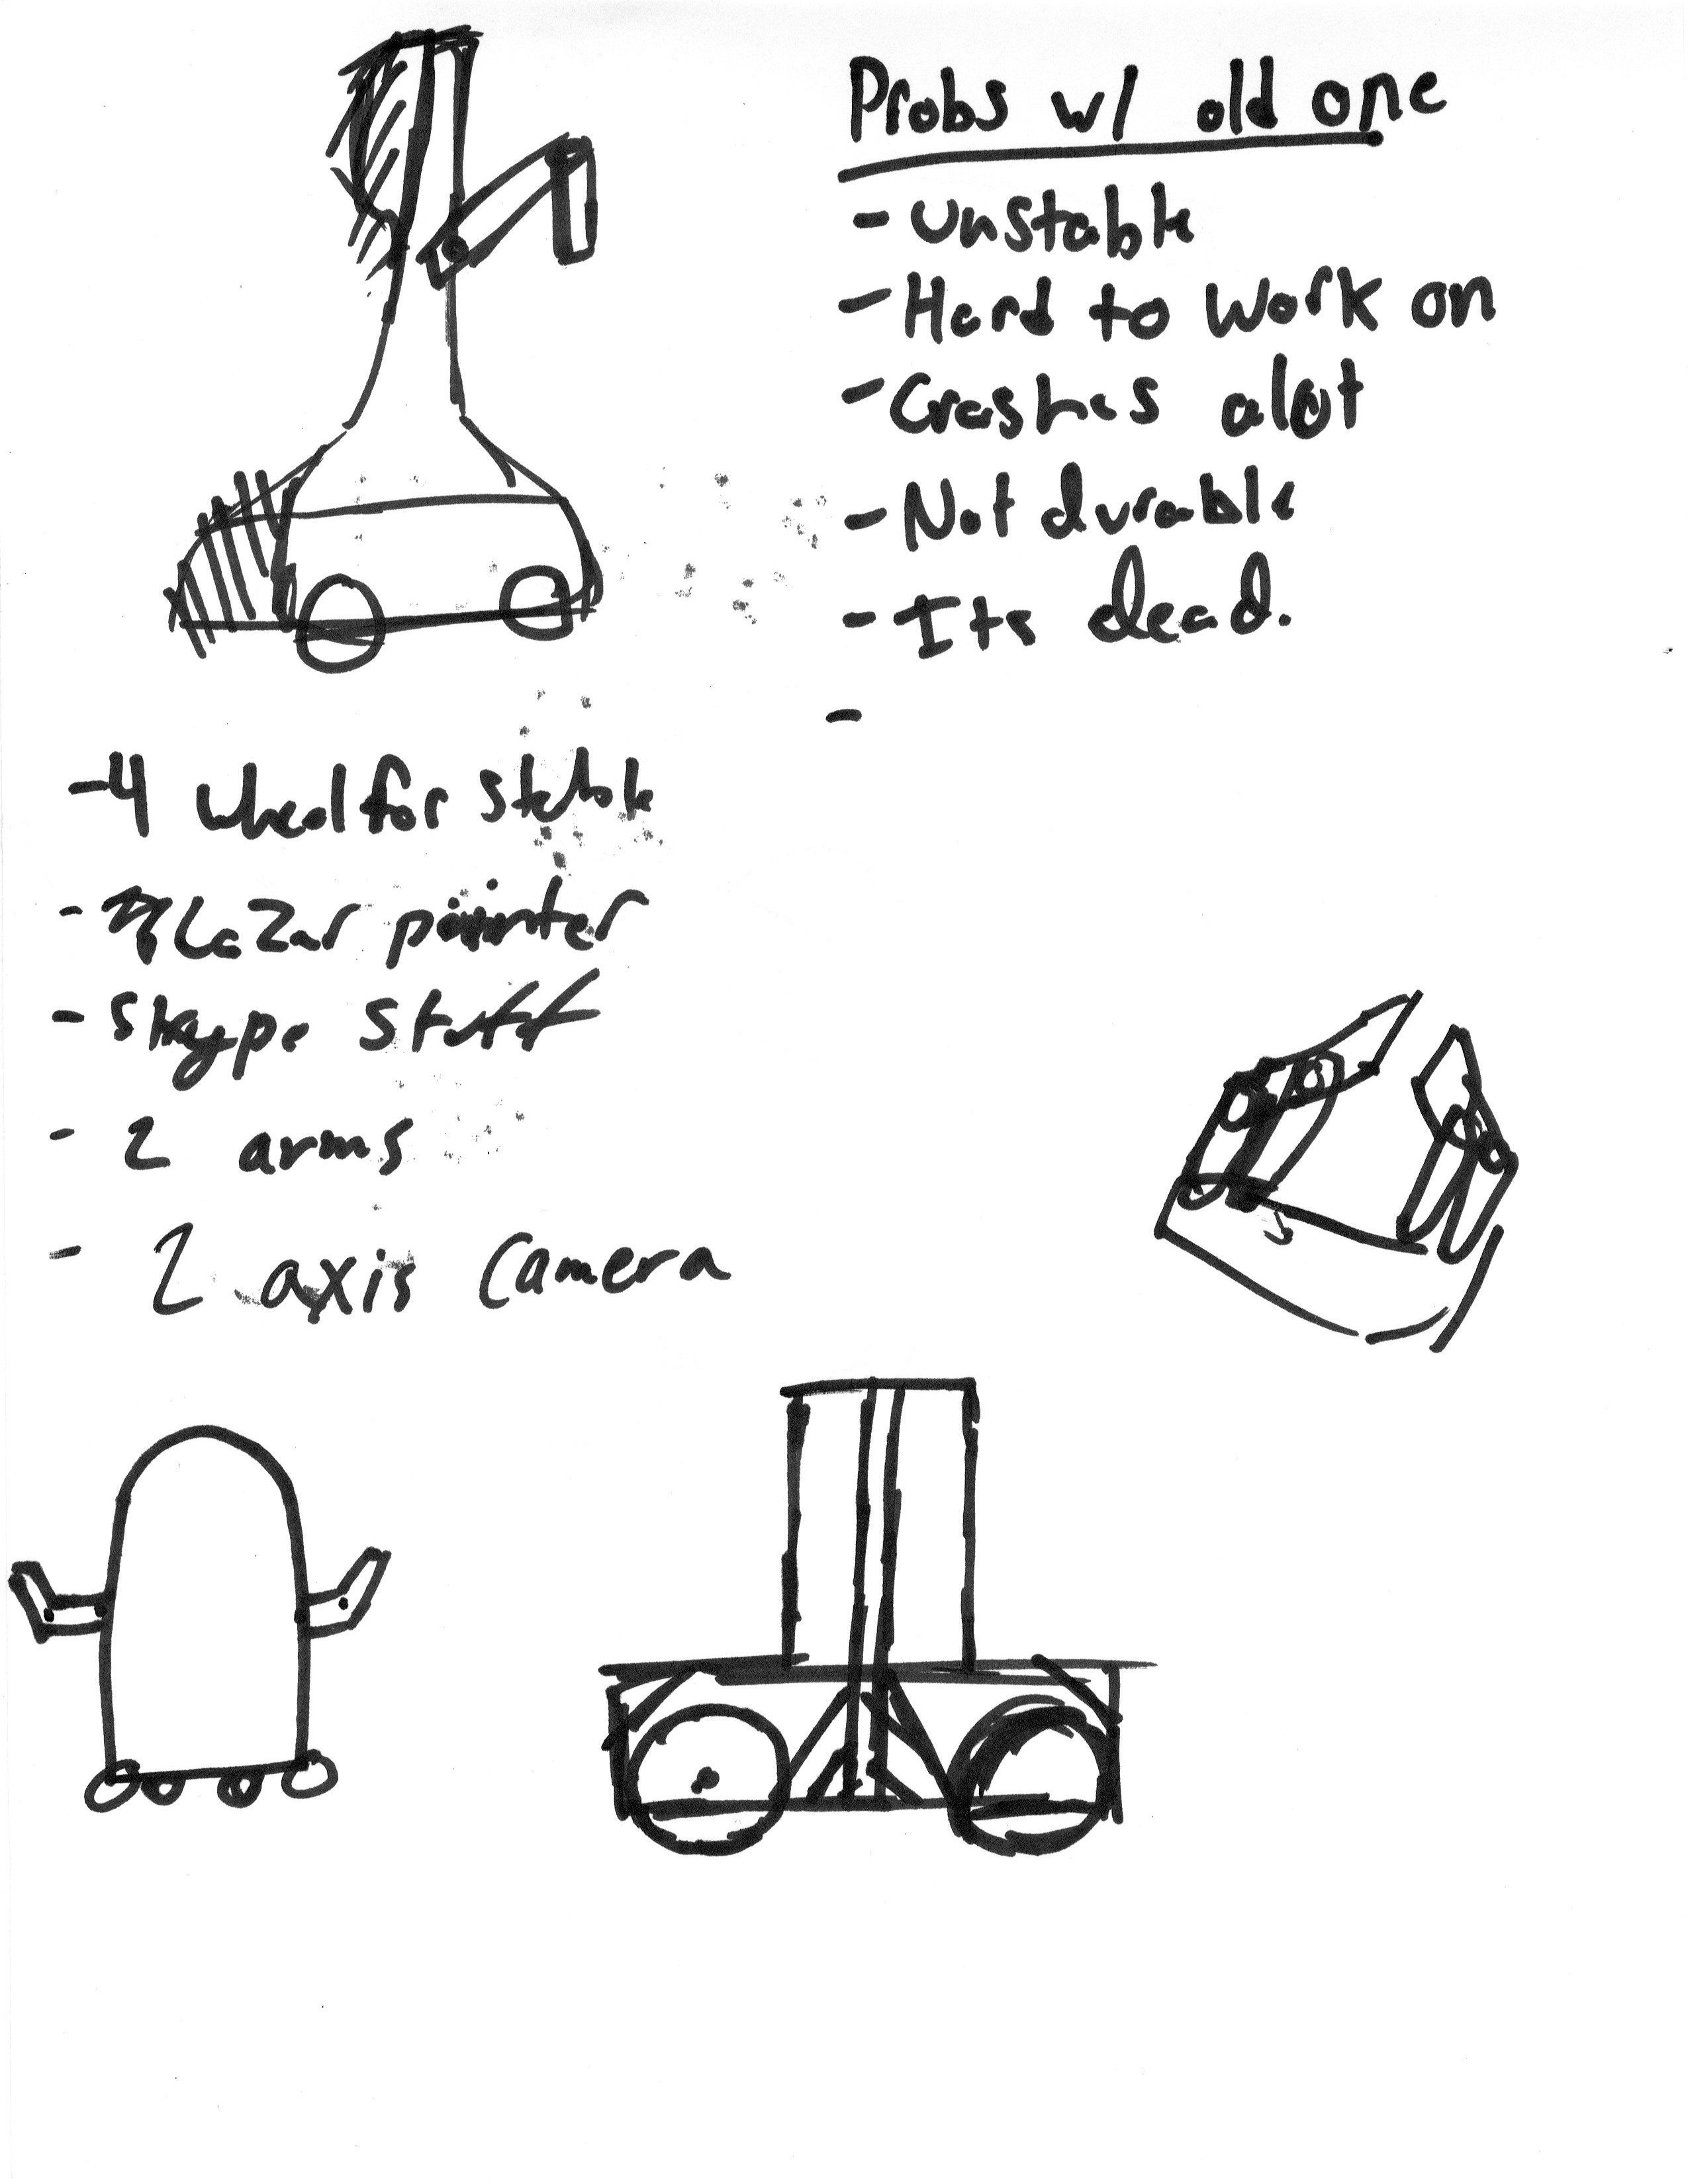 Probs w/ old one
- Unstable
- Hard to work on
- Crashes alot
- Not durable
- Its dead.
-
- 4 wheel for stable
- Lazar pointer
- Skype stuff
- 2 arms
- 2 axis camera